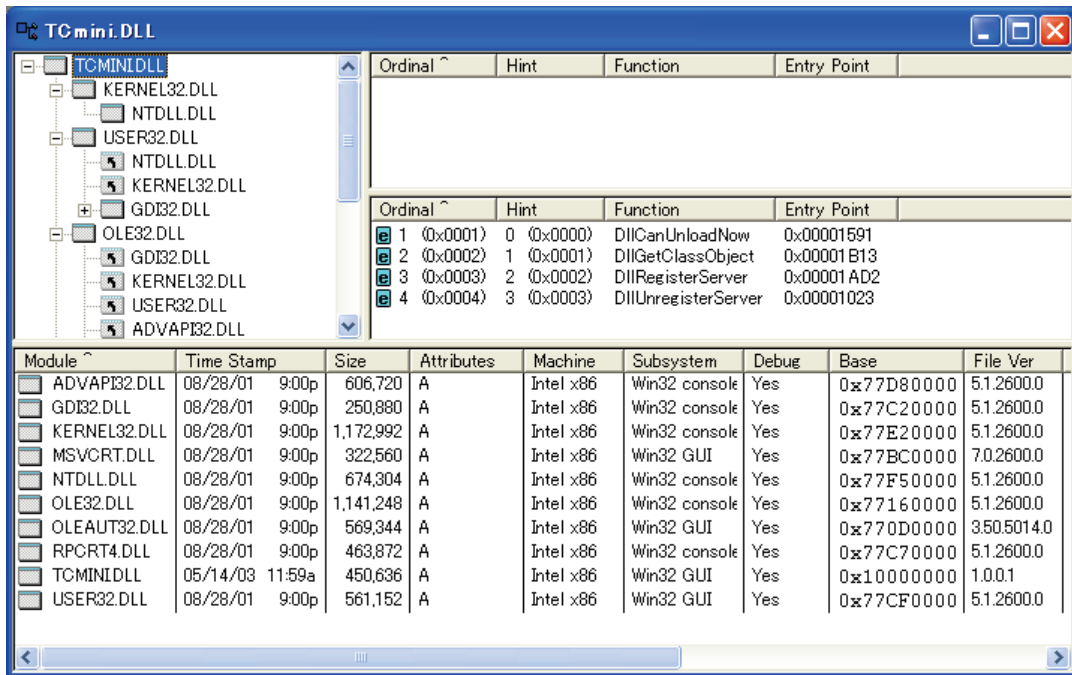 TCmini.DLL
TCMINI.DLL
KERNEL32.DLL
NTDLL.DLL
USER32.DLL
NTDLL.DLL
KERNEL32.DLL
GDI32.DLL
OLE32.DLL
GDI32.DLL
KERNEL32.DLL
USER32.DLL
ADVAPI32.DLL
Ordinal ^ Hint Function Entry Point
Ordinal ^ Hint Function Entry Point
e 1 (0x0001) 0 (0x0000) DllCanUnloadNow 0x00001591
e 2 (0x0002) 1 (0x0001) DllGetClassObject 0x00001B13
e 3 (0x0003) 2 (0x0002) DllRegisterServer 0x00001AD2
e 4 (0x0004) 3 (0x0003) DllUnregisterServer 0x00001023
Module ^ Time Stamp Size Attributes Machine Subsystem Debug Base File Ver
ADVAPI32.DLL 08/28/01 9:00p 606,720 A Intel x86 Win32 console Yes 0x77D80000 5.1.2600.0
GDI32.DLL 08/28/01 9:00p 250,880 A Intel x86 Win32 console Yes 0x77C20000 5.1.2600.0
KERNEL32.DLL 08/28/01 9:00p 1,172,992 A Intel x86 Win32 console Yes 0x77E20000 5.1.2600.0
MSVCRT.DLL 08/28/01 9:00p 322,560 A Intel x86 Win32 GUI Yes 0x77BC0000 7.0.2600.0
NTDLL.DLL 08/28/01 9:00p 674,304 A Intel x86 Win32 console Yes 0x77F50000 5.1.2600.0
OLE32.DLL 08/28/01 9:00p 1,141,248 A Intel x86 Win32 console Yes 0x77160000 5.1.2600.0
OLEAUT32.DLL 08/28/01 9:00p 569,344 A Intel x86 Win32 GUI Yes 0x770D0000 3.50.5014.0
RPCRT4.DLL 08/28/01 9:00p 463,872 A Intel x86 Win32 console Yes 0x77C70000 5.1.2600.0
TCMINI.DLL 05/14/03 11:59a 450,636 A Intel x86 Win32 GUI Yes 0x10000000 1.0.0.1
USER32.DLL 08/28/01 9:00p 561,152 A Intel x86 Win32 GUI Yes 0x77CF0000 5.1.2600.0